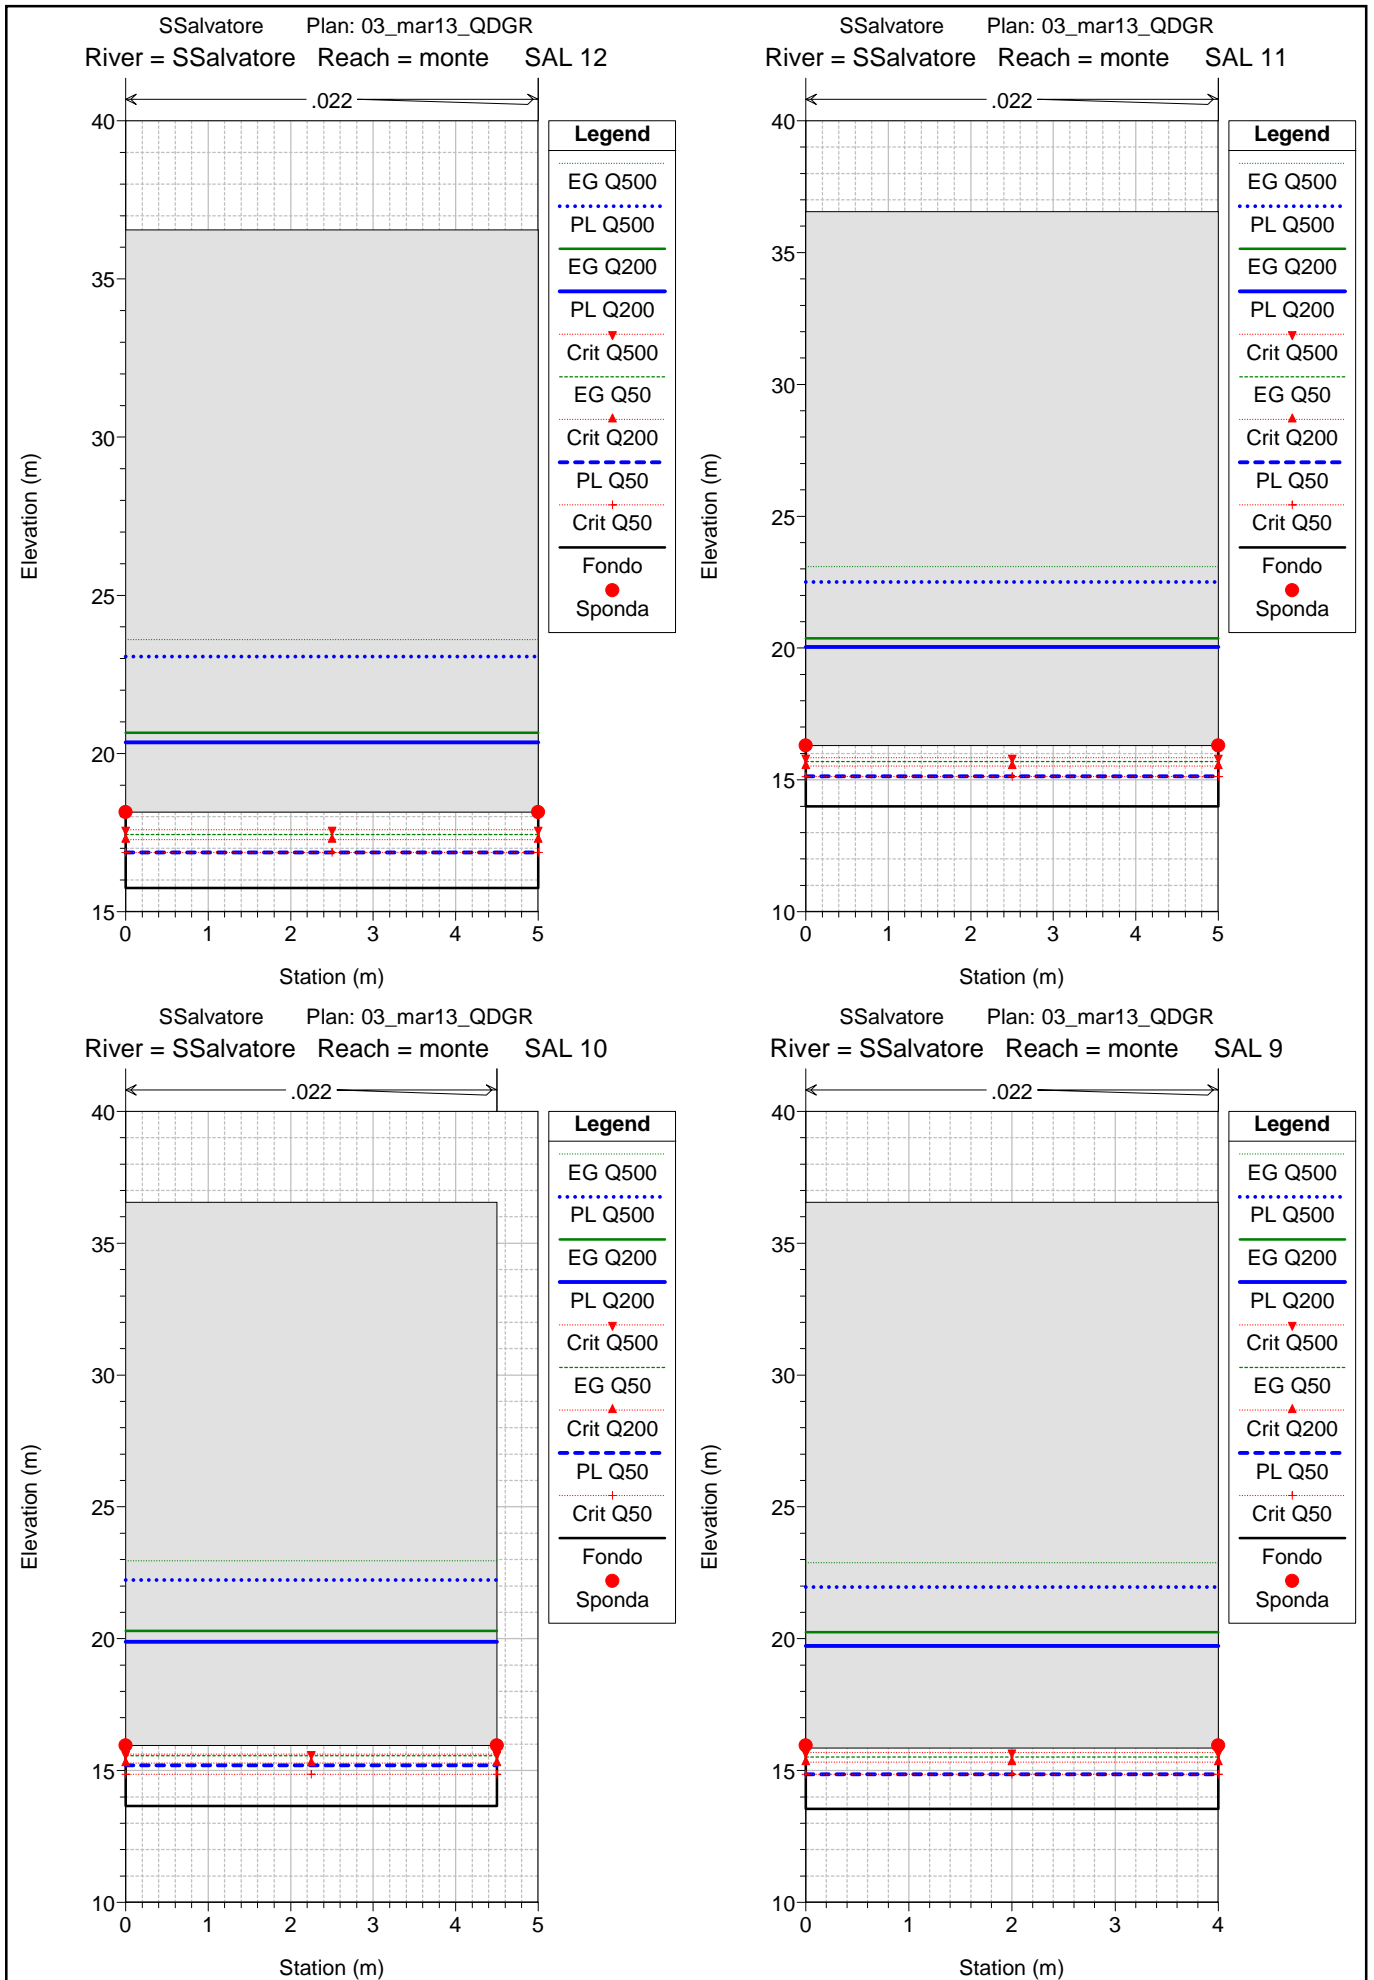 SSalvatore Plan: 03_mar13_QDGR
River = SSalvatore Reach = monte SAL 12
.022
Legend
EG Q500
PL Q500
EG Q200
PL Q200
Crit Q500
EG Q50
Crit Q200
PL Q50
Crit Q50
Fondo
Sponda
40
35
30
25
20
15
Elevation (m)
0 1 2 3 4 5
Station (m)
SSalvatore Plan: 03_mar13_QDGR
River = SSalvatore Reach = monte SAL 11
.022
Legend
EG Q500
PL Q500
EG Q200
PL Q200
Crit Q500
EG Q50
Crit Q200
PL Q50
Crit Q50
Fondo
Sponda
40
35
30
25
20
15
10
Elevation (m)
0 1 2 3 4 5
Station (m)
SSalvatore Plan: 03_mar13_QDGR
River = SSalvatore Reach = monte SAL 10
.022
Legend
EG Q500
PL Q500
EG Q200
PL Q200
Crit Q500
EG Q50
Crit Q200
PL Q50
Crit Q50
Fondo
Sponda
40
35
30
25
20
15
10
Elevation (m)
0 1 2 3 4 5
Station (m)
SSalvatore Plan: 03_mar13_QDGR
River = SSalvatore Reach = monte SAL 9
.022
Legend
EG Q500
PL Q500
EG Q200
PL Q200
Crit Q500
EG Q50
Crit Q200
PL Q50
Crit Q50
Fondo
Sponda
40
35
30
25
20
15
10
Elevation (m)
0 1 2 3 4
Station (m)